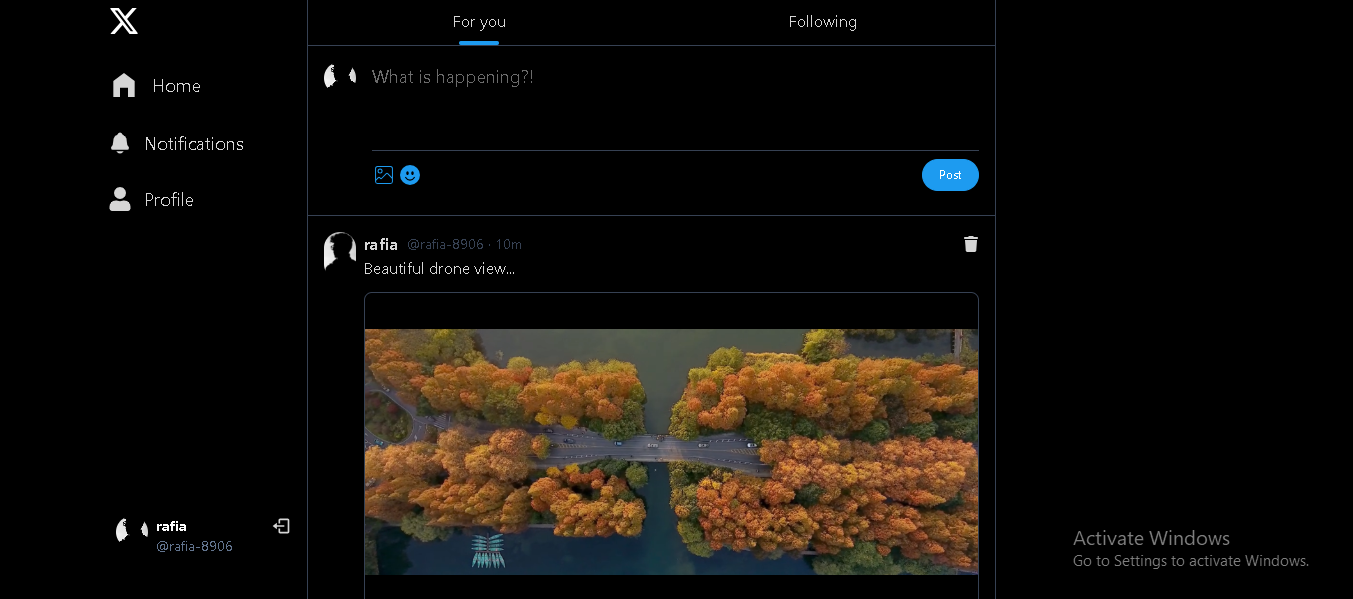 For you
Following
Home
What is happening?!
Notifications
Post
Profile
rafia @rafia-8906 · 10m
Beautiful drone view...
rafia
@rafia-8906
Activate Windows
Go to Settings to activate Windows.